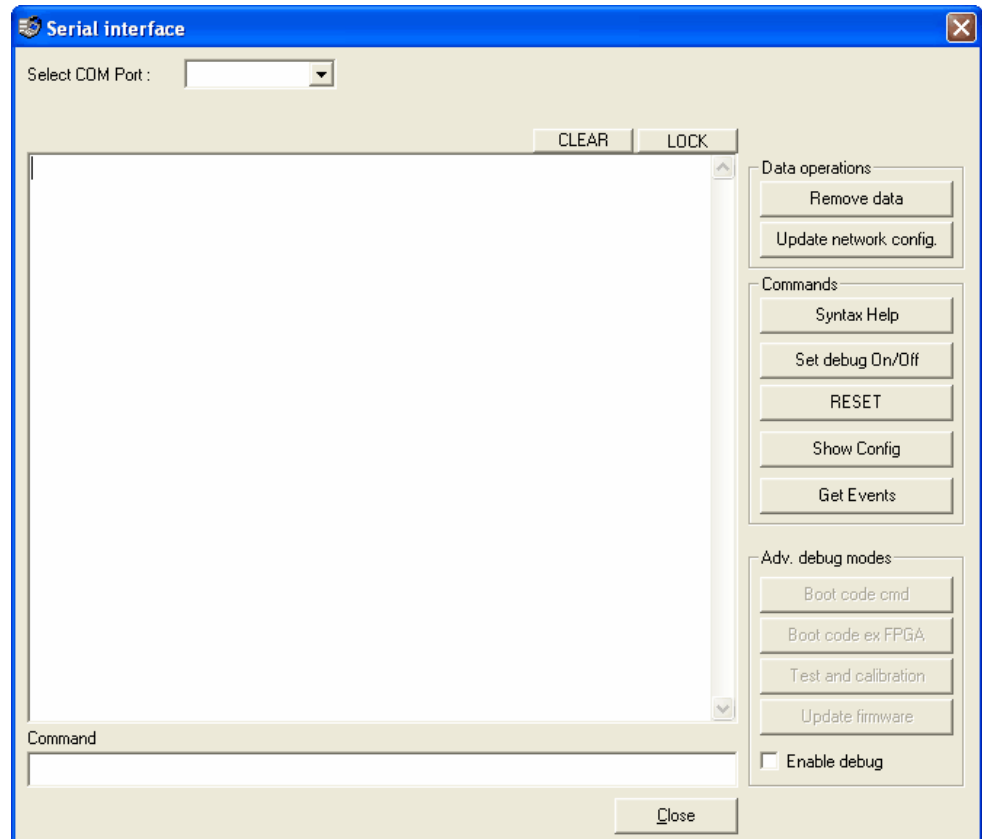 Serial interface
Select COM Port :
CLEAR
LOCK
Data operations
Remove data
Update network config.
Commands
Syntax Help
Set debug On/Off
RESET
Show Config
Get Events
Adv. debug modes
Boot code cmd
Boot code ex FPGA
Test and calibration
Update firmware
Enable debug
Command
Close